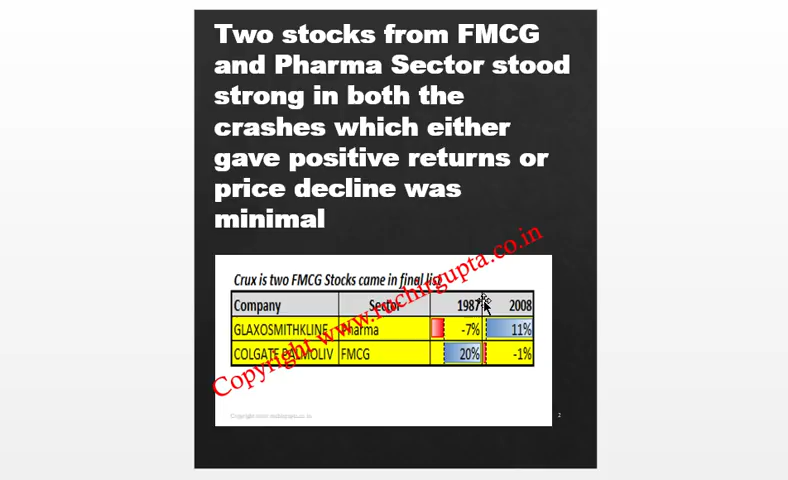 Two stocks from FMCG
and Pharma Sector stood
strong in both the
crashes which either
gave positive returns or
price decline was
minimal
Crux is two FMCG Stocks came in final list
Company Sector 1987 2008
GLAXOSMITHKLINE Pharma -7% 11%
COLGATE PALMOLIV FMCG 20% -1%
Copyright www.ruchirgupta.co.in
2